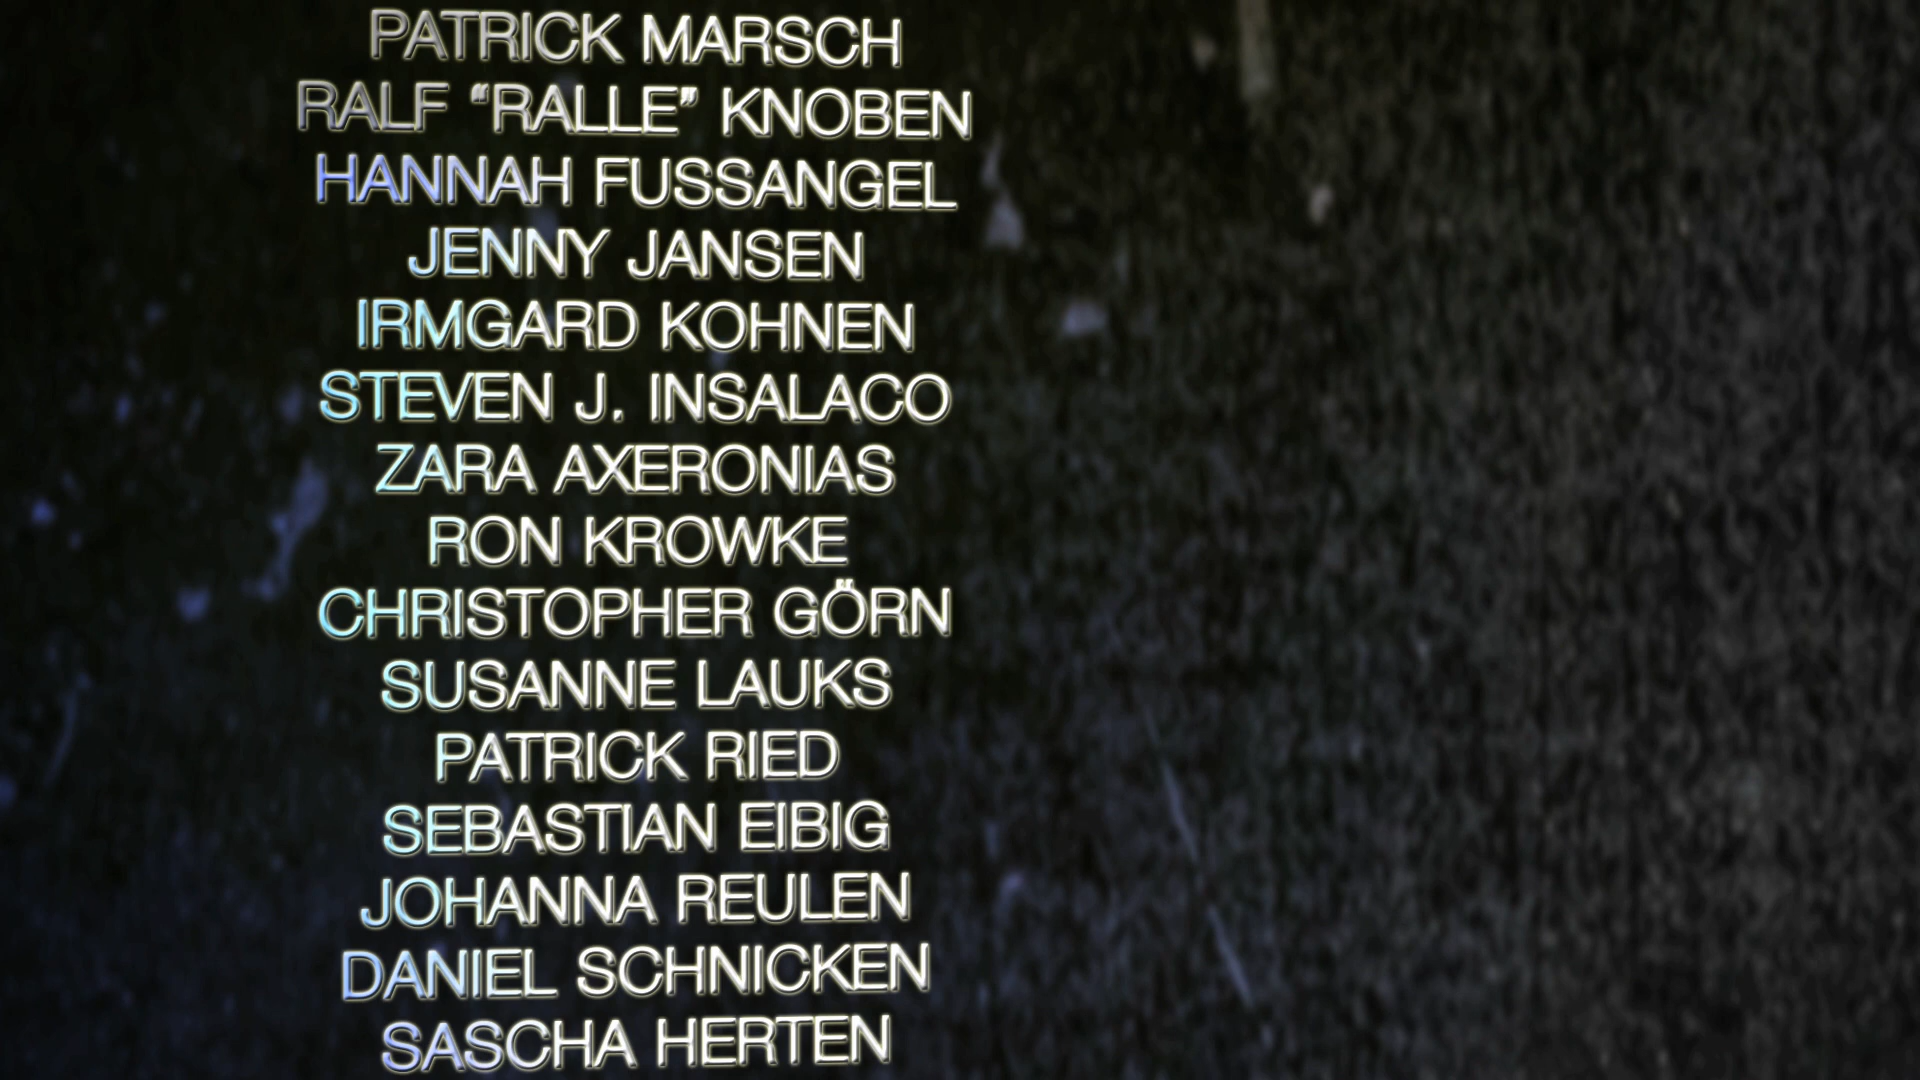 PATRICK MARSCH
RALF “RALLE” KNOBEN
HANNAH FUSSANGEL
JENNY JANSEN
IRMGARD KOHNEN
STEVEN J. INSALACO
ZARA AXERONIAS
RON KROWKE
CHRISTOPHER GÖRN
SUSANNE LAUKS
PATRICK RIED
SEBASTIAN EIBIG
JOHANNA REULEN
DANIEL SCHNICKEN
SASCHA HERTEN